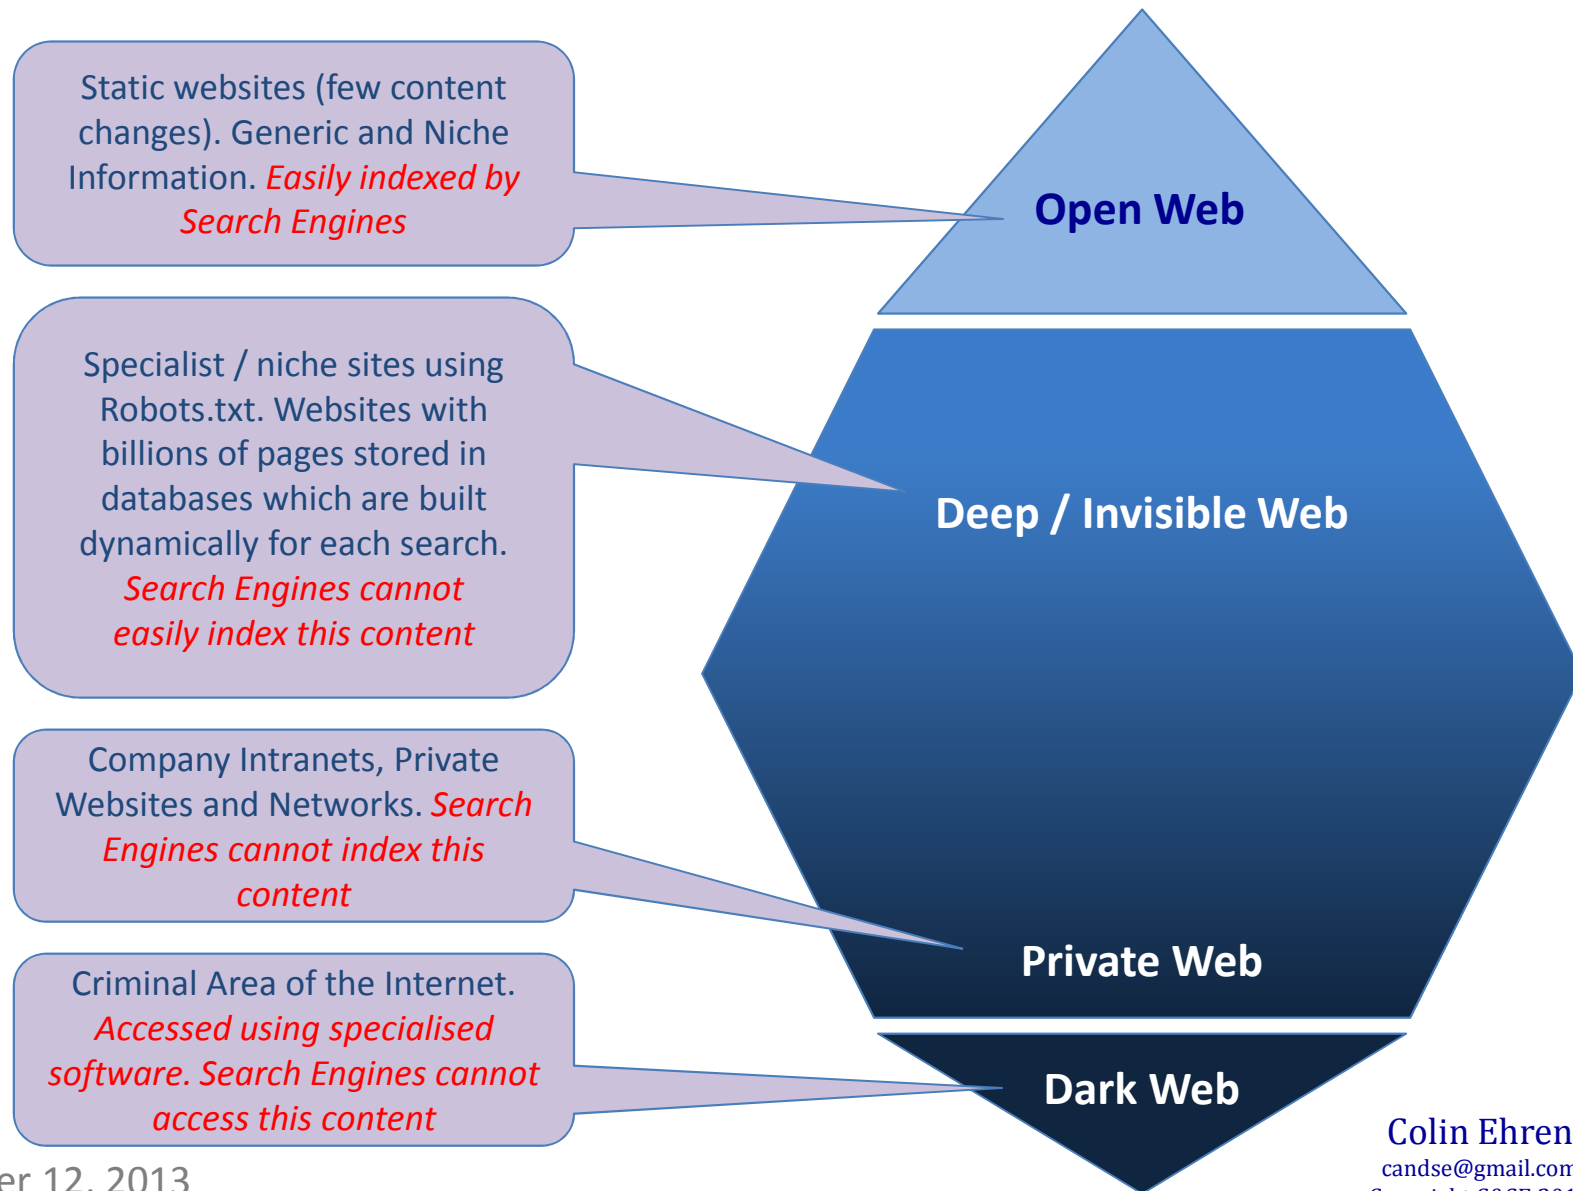 Static websites (few content
changes). Generic and Niche
Information. Easily indexed by
Search Engines
Open Web
Specialist / niche sites using
Robots.txt. Websites with
billions of pages stored in
databases which are built
dynamically for each search.
Search Engines cannot
easily index this content
Deep / Invisible Web
Company Intranets, Private
Websites and Networks. Search
Engines cannot index this
content
Private Web
Criminal Area of the Internet.
Accessed using specialised
software. Search Engines cannot
access this content
Dark Web
Colin Ehren
candse@gmail.com
12, 2013